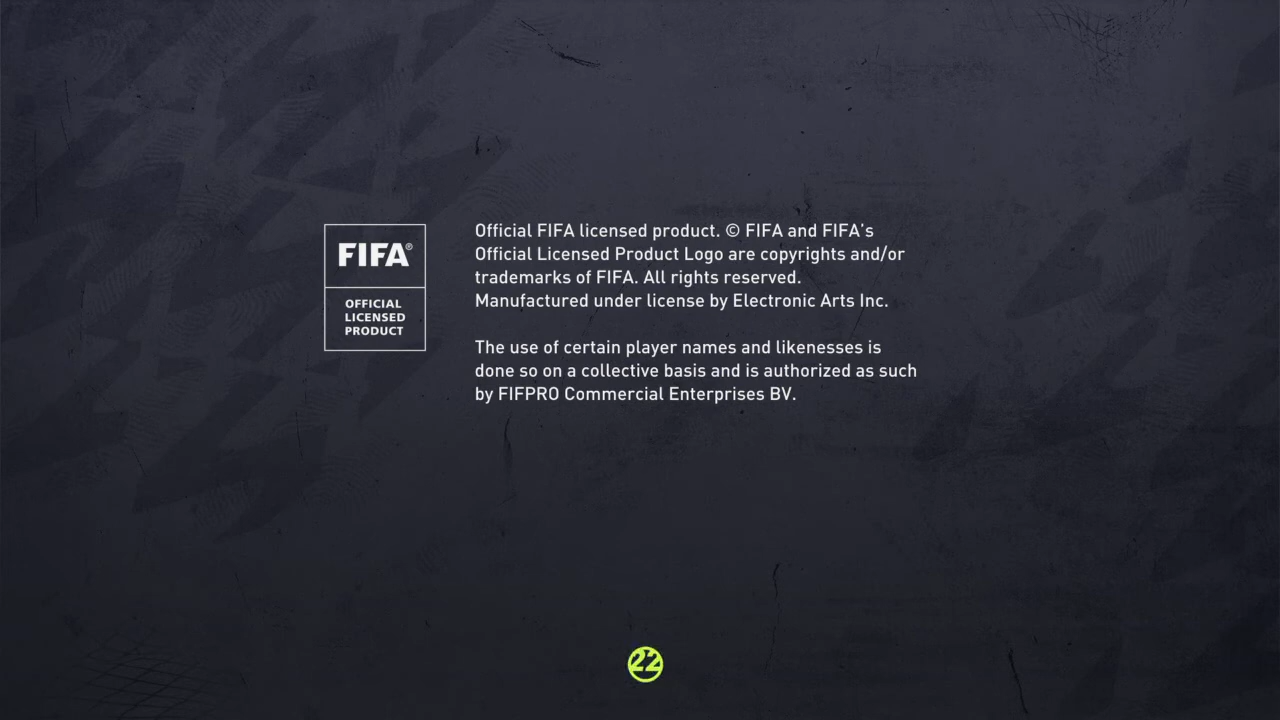 FIFA®
OFFICIAL
LICENSED
PRODUCT
Official FIFA licensed product. © FIFA and FIFA's
Official Licensed Product Logo are copyrights and/or
trademarks of FIFA. All rights reserved.
Manufactured under license by Electronic Arts Inc.
The use of certain player names and likenesses is
done so on a collective basis and is authorized as such
by FIFPRO Commercial Enterprises BV.
22